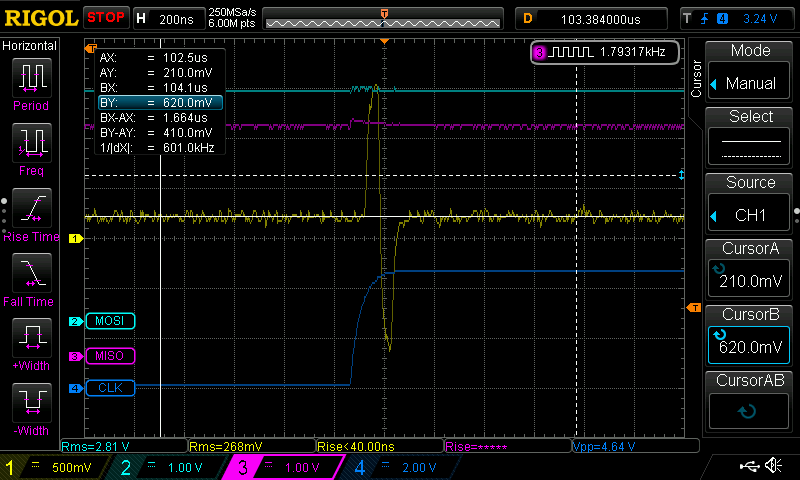 RIGOL STOP H 200ns 250MSa/s 6.00M pts T D 103.384000us T 4 3.24 V
Horizontal
Period
Freq
Rise Time
Fall Time
+Width
-Width
T
AX: = 102.5us
AY: = 210.0mV
BX: = 104.1us
BY: = 620.0mV
BX-AX: = 1.664us
BY-AY: = 410.0mV
1/|dX|: = 601.0kHz
3 1.79317kHz
1
2 MOSI
3 MISO
4 CLK
T
Rms=2.81 V Rms=268mV Rise<40.00ns Rise=***** Vpp=4.64 V
Cursor
Mode
Manual
Select
Source
CH1
CursorA
210.0mV
CursorB
620.0mV
CursorAB
1 = 500mV 2 = 1.00 V 3 = 1.00 V 4 = 2.00 V